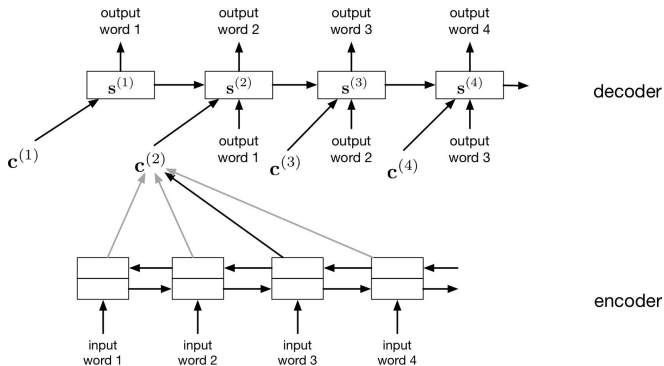 output output output output
word 1 word 2 word 3 word 4
s^(1) s^(2) s^(3) s^(4)
decoder
output output output
word 1 word 2 word 3
c^(1) c^(2) c^(3) c^(4)
encoder
input input input input
word 1 word 2 word 3 word 4